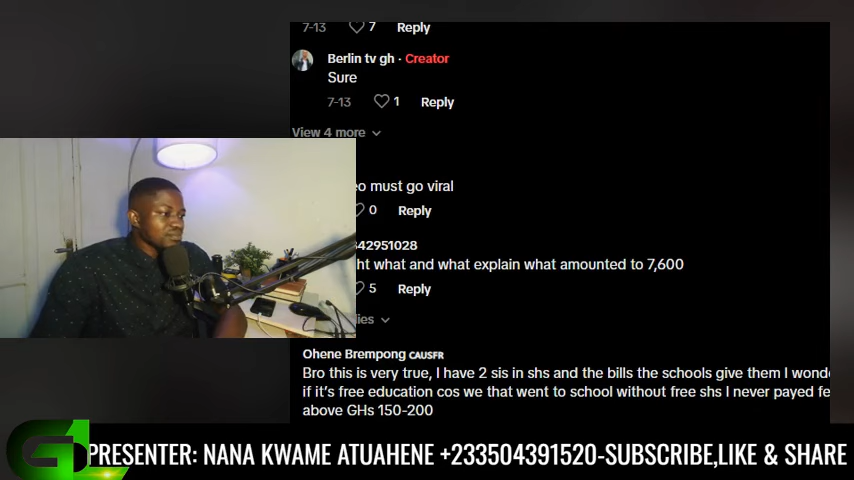 7-13 7 Reply
Berlin tv gh · Creator
Sure
7-13 1 Reply
View 4 more
eo must go viral
0 Reply
342951028
ht what and what explain what amounted to 7,600
5 Reply
ies
Ohene Brempong CAUSFR
Bro this is very true, I have 2 sis in shs and the bills the schools give them I wonde
if it's free education cos we that went to school without free shs I never payed fe
above GHs 150-200
PRESENTER: NANA KWAME ATUAHENE +233504391520-SUBSCRIBE,LIKE & SHARE